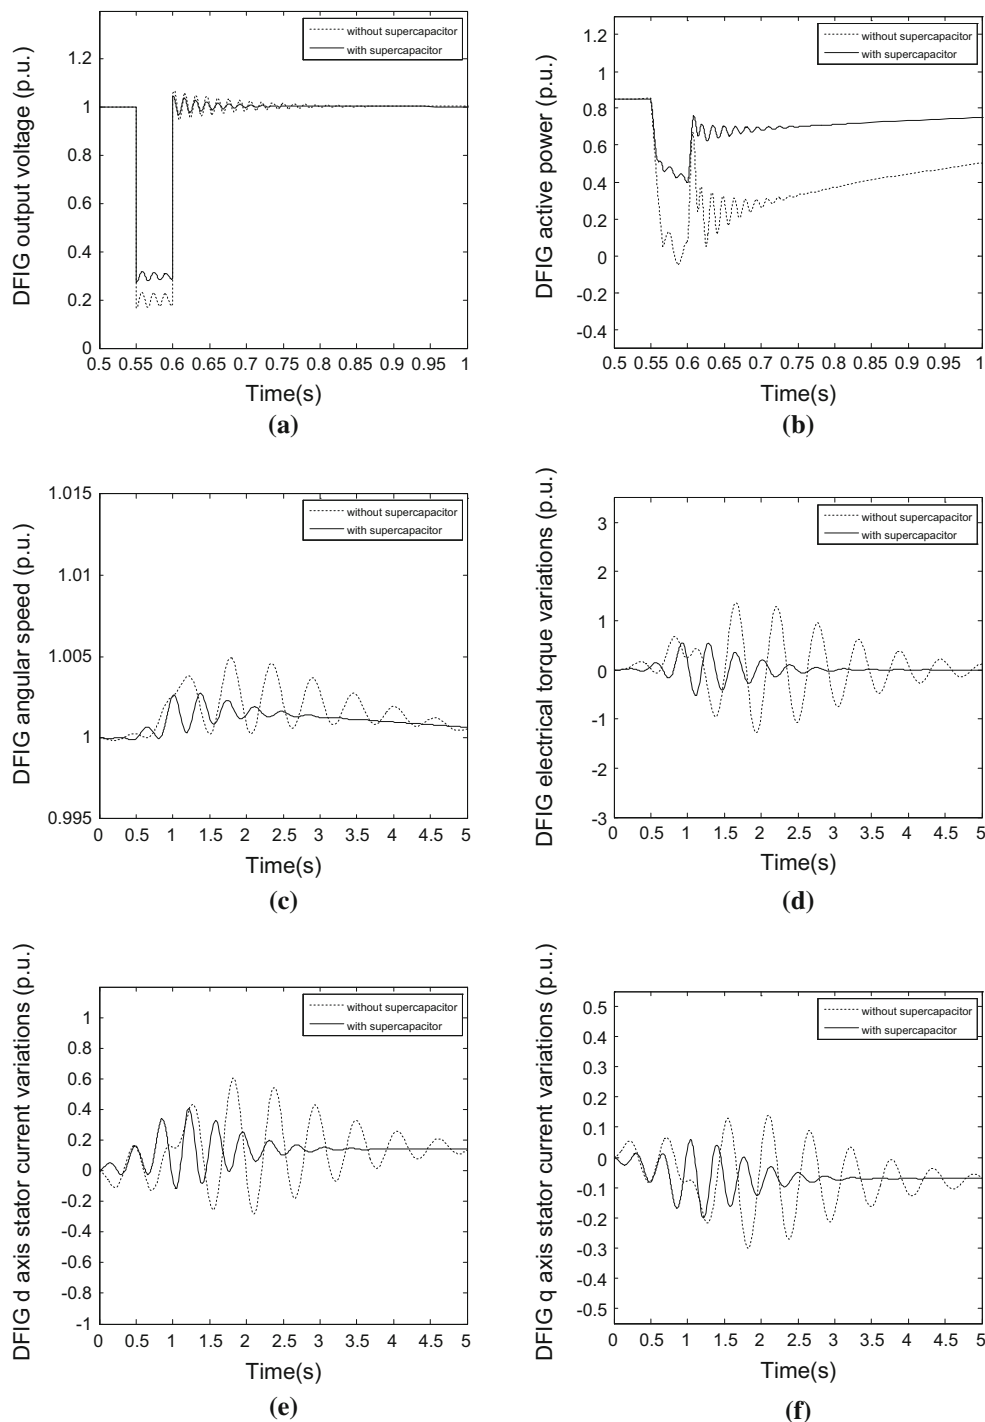 DFIG output voltage (p.u.)
without supercapacitor
with supercapacitor
1.2
1
0.8
0.6
0.4
0.2
0
0.5 0.55 0.6 0.65 0.7 0.75 0.8 0.85 0.9 0.95 1
Time(s)
(a)
DFIG active power (p.u.)
without supercapacitor
with supercapacitor
1.2
1
0.8
0.6
0.4
0.2
0
-0.2
-0.4
0.5 0.55 0.6 0.65 0.7 0.75 0.8 0.85 0.9 0.95 1
Time(s)
(b)
DFIG angular speed (p.u.)
without supercapacitor
with supercapacitor
1.015
1.01
1.005
1
0.995
0 0.5 1 1.5 2 2.5 3 3.5 4 4.5 5
Time(s)
(c)
DFIG electrical torque variations (p.u.)
without supercapacitor
with supercapacitor
3
2
1
0
-1
-2
-3
0 0.5 1 1.5 2 2.5 3 3.5 4 4.5 5
Time(s)
(d)
DFIG d axis stator current variations (p.u.)
without supercapacitor
with supercapacitor
1
0.8
0.6
0.4
0.2
0
-0.2
-0.4
-0.6
-0.8
-1
0 0.5 1 1.5 2 2.5 3 3.5 4 4.5 5
Time(s)
(e)
DFIG q axis stator current variations (p.u.)
without supercapacitor
with supercapacitor
0.5
0.4
0.3
0.2
0.1
0
-0.1
-0.2
-0.3
-0.4
-0.5
0 0.5 1 1.5 2 2.5 3 3.5 4 4.5 5
Time(s)
(f)